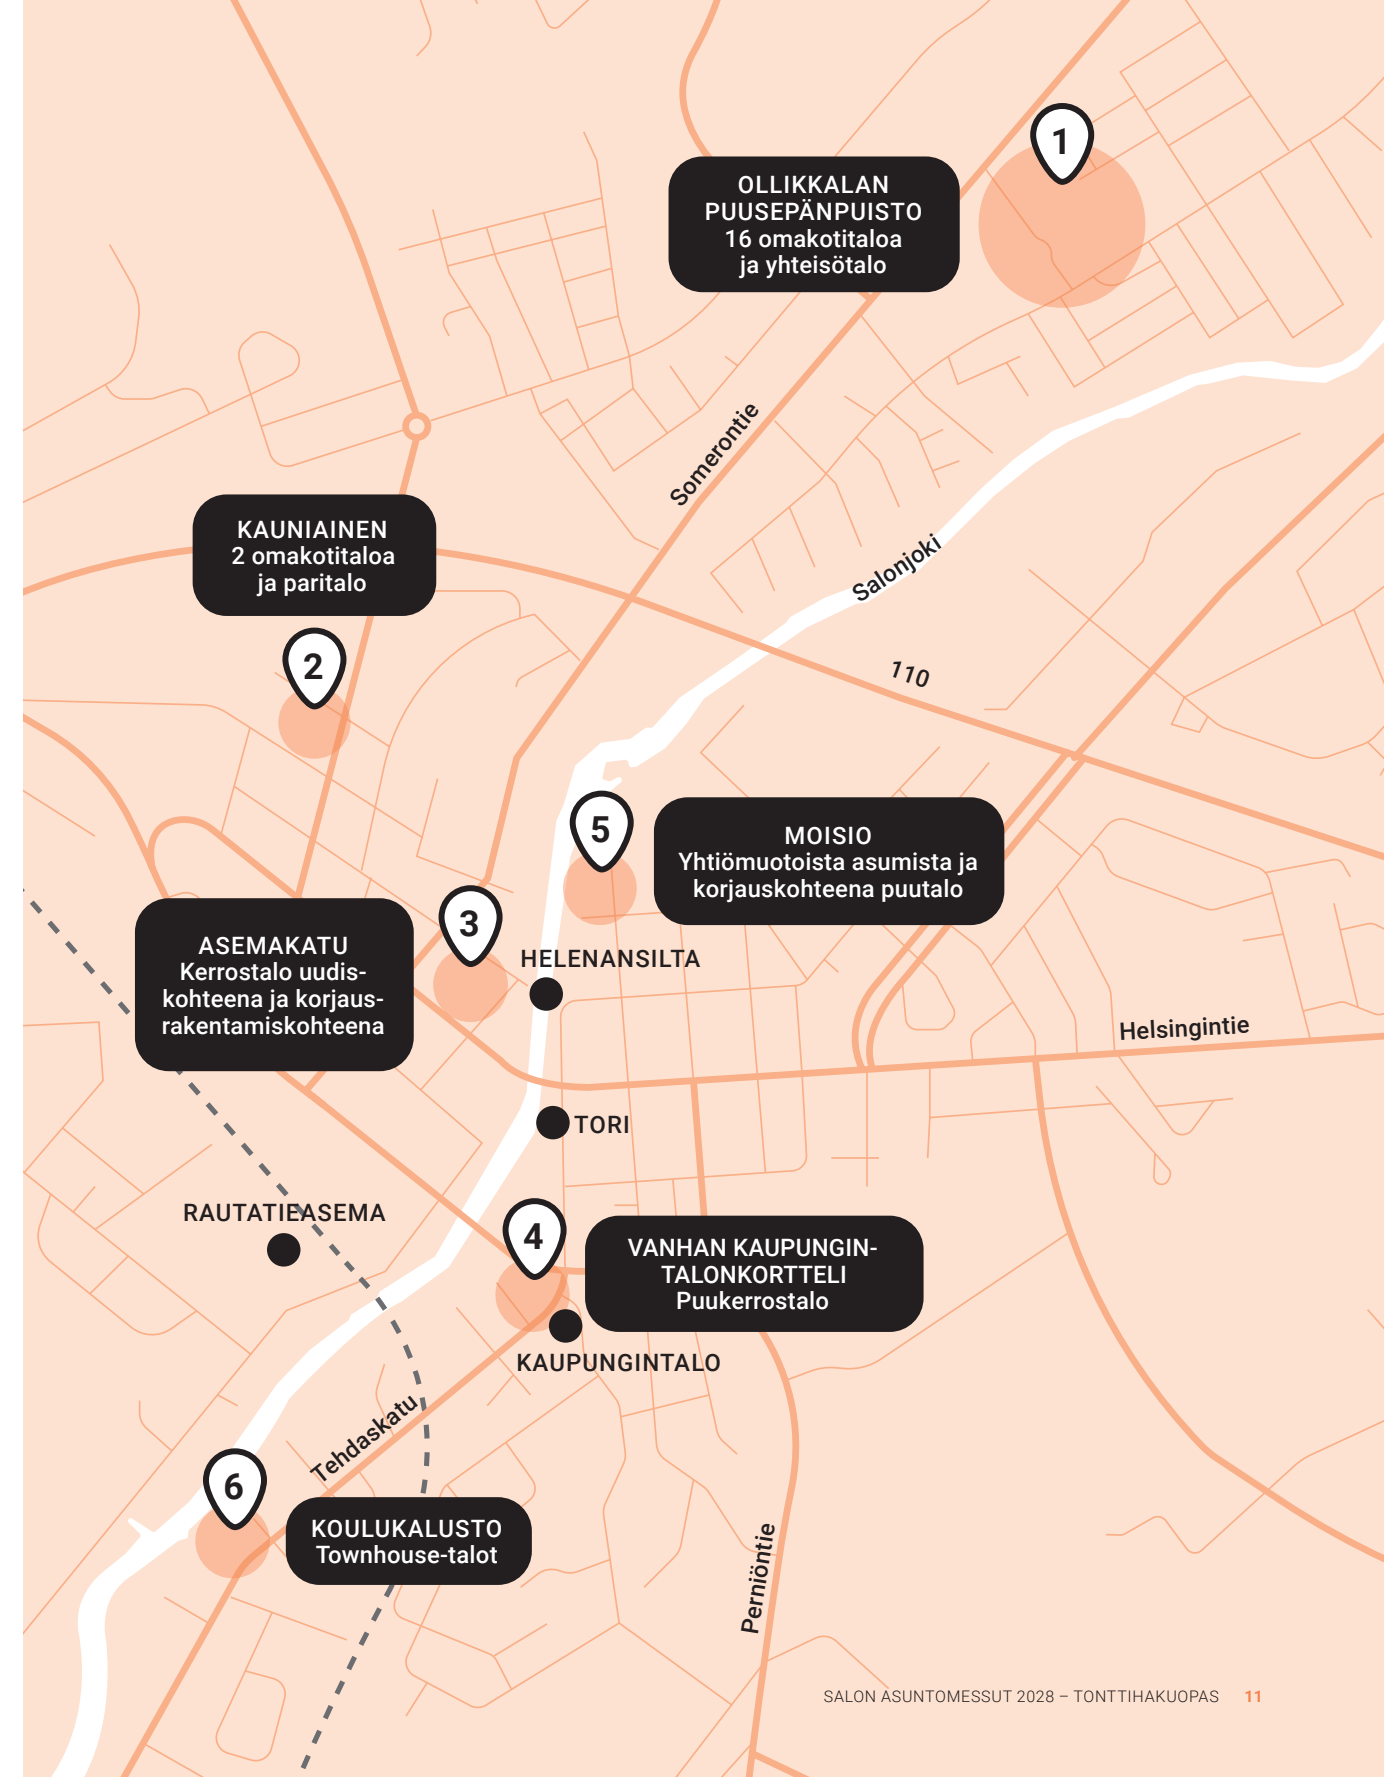 1
OLLIKKALAN
PUUSEPÄNPUISTO
16 omakotitaloa
ja yhteisötalo
Somerontie
KAUNIAINEN
2 omakotitaloa
ja paritalo
Salonjoki
2
110
5
MOISIO
Yhtiömuotoista asumista ja
korjauskohteena puutalo
3
ASEMAKATU
Kerrostalo uudis-
kohteena ja korjaus-
rakentamiskohteena
HELENANSILTA
Helsingintie
TORI
RAUTATIEASEMA
4
VANHAN KAUPUNGIN-
TALONKORTTELI
Puukerrostalo
KAUPUNGINTALO
Tehdaskatu
6
KOULUKALUSTO
Townhouse-talot
Perniöntie
SALON ASUNTOMESSUT 2028 – TONTTIHAKUOPAS 11